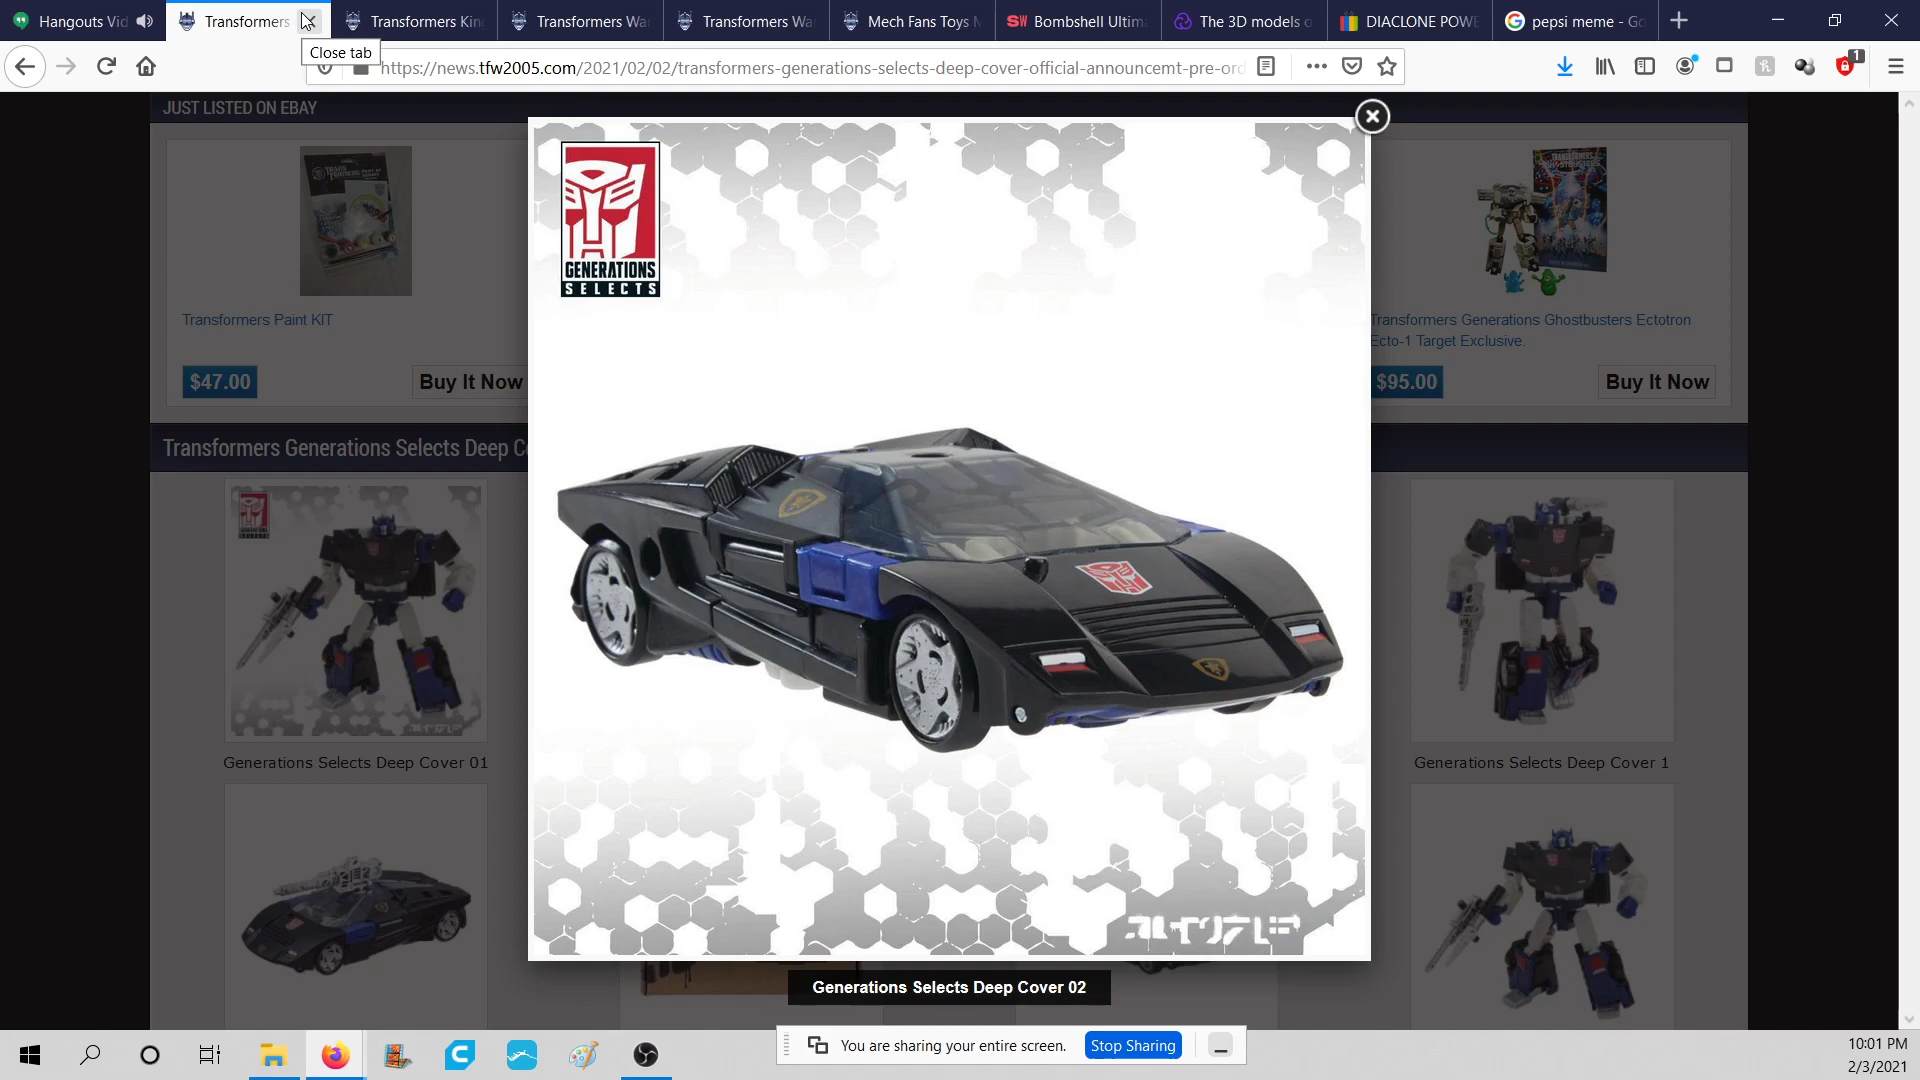 Hangouts Vid
Transformers
Transformers Kin
Transformers Wa
Transformers Wa
Mech Fans Toys M
SW Bombshell Ultima
The 3D models o
DIACLONE POWE
pepsi meme - Go
Close tab
https://news.tfw2005.com/2021/02/02/transformers-generations-selects-deep-cover-official-announcemt-pre-ord
1
JUST LISTED ON EBAY
Transformers Paint KIT
$47.00
Buy It Now
Transformers Generations Ghostbusters Ectotron
Ecto-1 Target Exclusive.
$95.00
Buy It Now
GENERATIONS
SELECTS
Transformers Generations Selects Deep C
Generations Selects Deep Cover 01
Generations Selects Deep Cover 1
Generations Selects Deep Cover 02
You are sharing your entire screen.
Stop Sharing
10:01 PM
2/3/2021